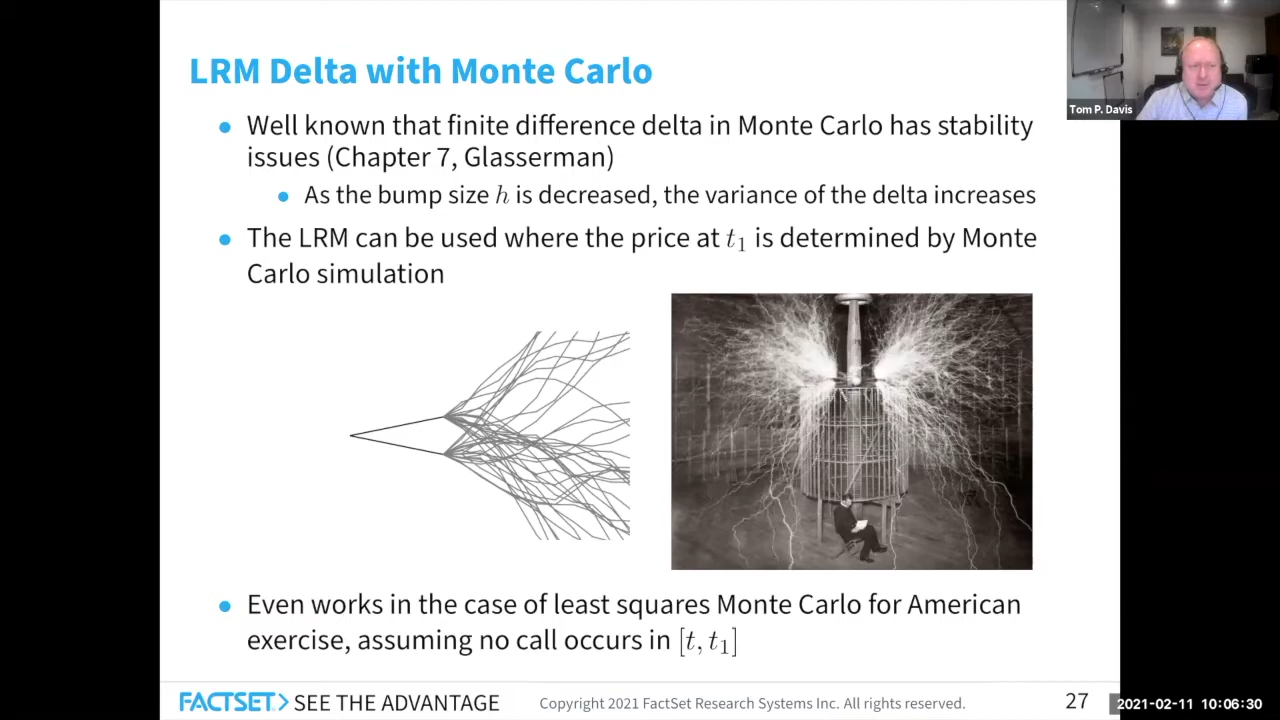 LRM Delta with Monte Carlo
Tom P. Davis
Well known that finite difference delta in Monte Carlo has stability
issues (Chapter 7, Glasserman)
As the bump size h is decreased, the variance of the delta increases
The LRM can be used where the price at t₁ is determined by Monte
Carlo simulation
Even works in the case of least squares Monte Carlo for American
exercise, assuming no call occurs in [t, t₁]
FACTSET SEE THE ADVANTAGE
Copyright 2021 FactSet Research Systems Inc. All rights reserved.
27
2021-02-11 10:06:30